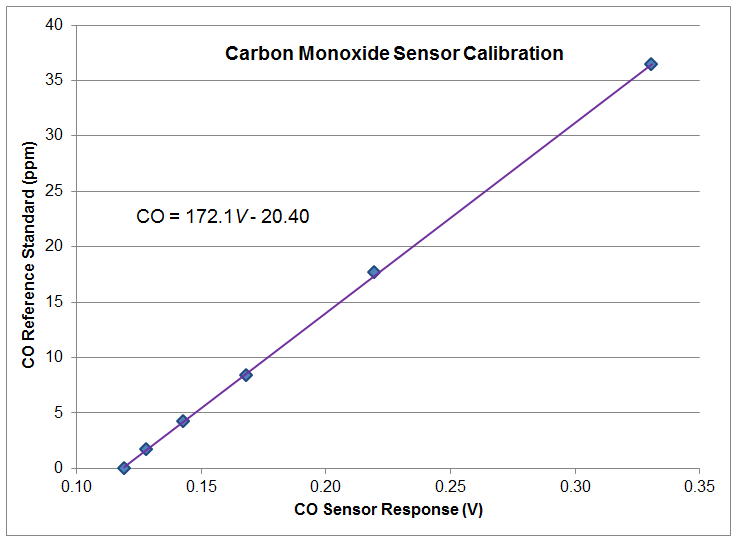 Carbon Monoxide Sensor Calibration
CO Reference Standard (ppm)
40
35
30
25
20
15
10
5
0
CO = 172.1V - 20.40
0.10 0.15 0.20 0.25 0.30 0.35
CO Sensor Response (V)